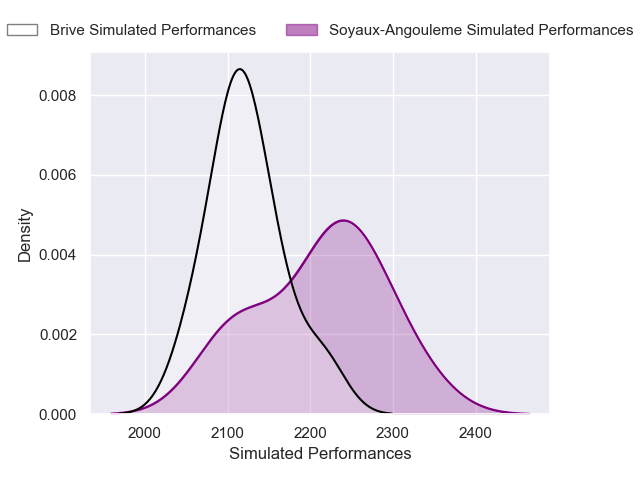 Brive Simulated Performances
Soyaux-Angouleme Simulated Performances
0.008
0.006
0.004
0.002
0.000
Density
2000 2100 2200 2300 2400
Simulated Performances